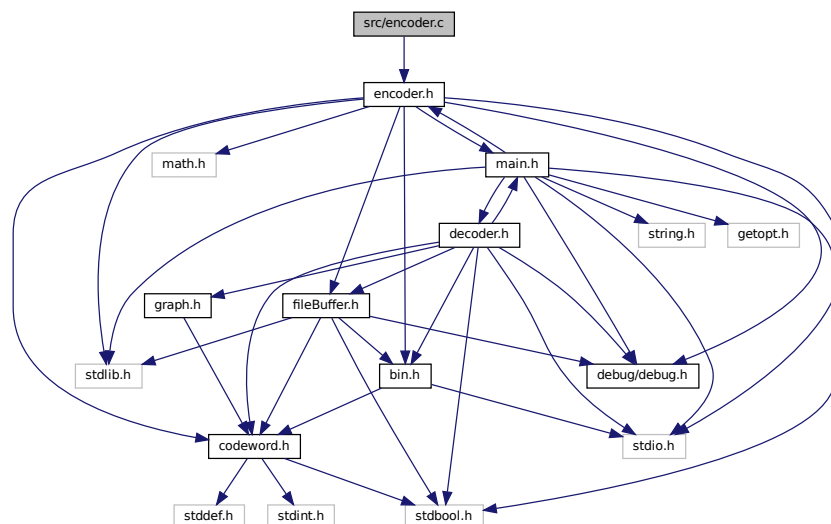 src/encoder.c
encoder.h
math.h
main.h
decoder.h
string.h
getopt.h
graph.h
fileBuffer.h
stdlib.h
bin.h
debug/debug.h
codeword.h
stdio.h
stddef.h
stdint.h
stdbool.h